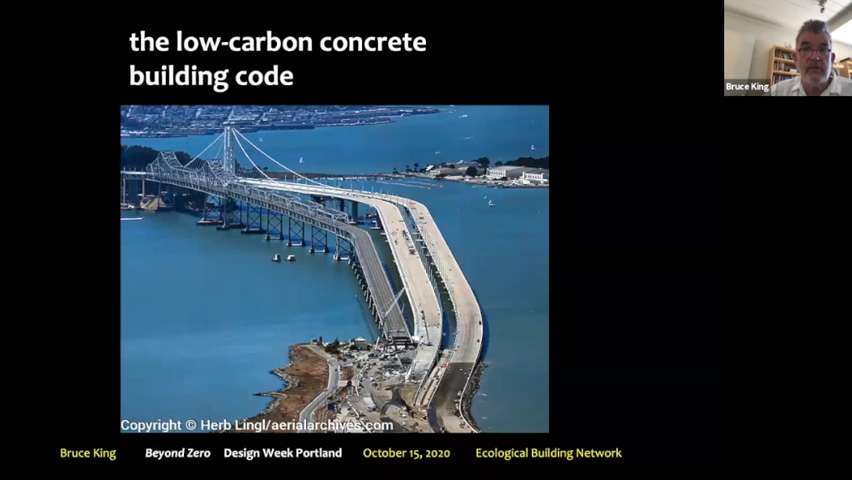 the low-carbon concrete
building code
Bruce King
Copyright © Herb Lingl/aerialarchives.com
Bruce King Beyond Zero Design Week Portland October 15, 2020 Ecological Building Network